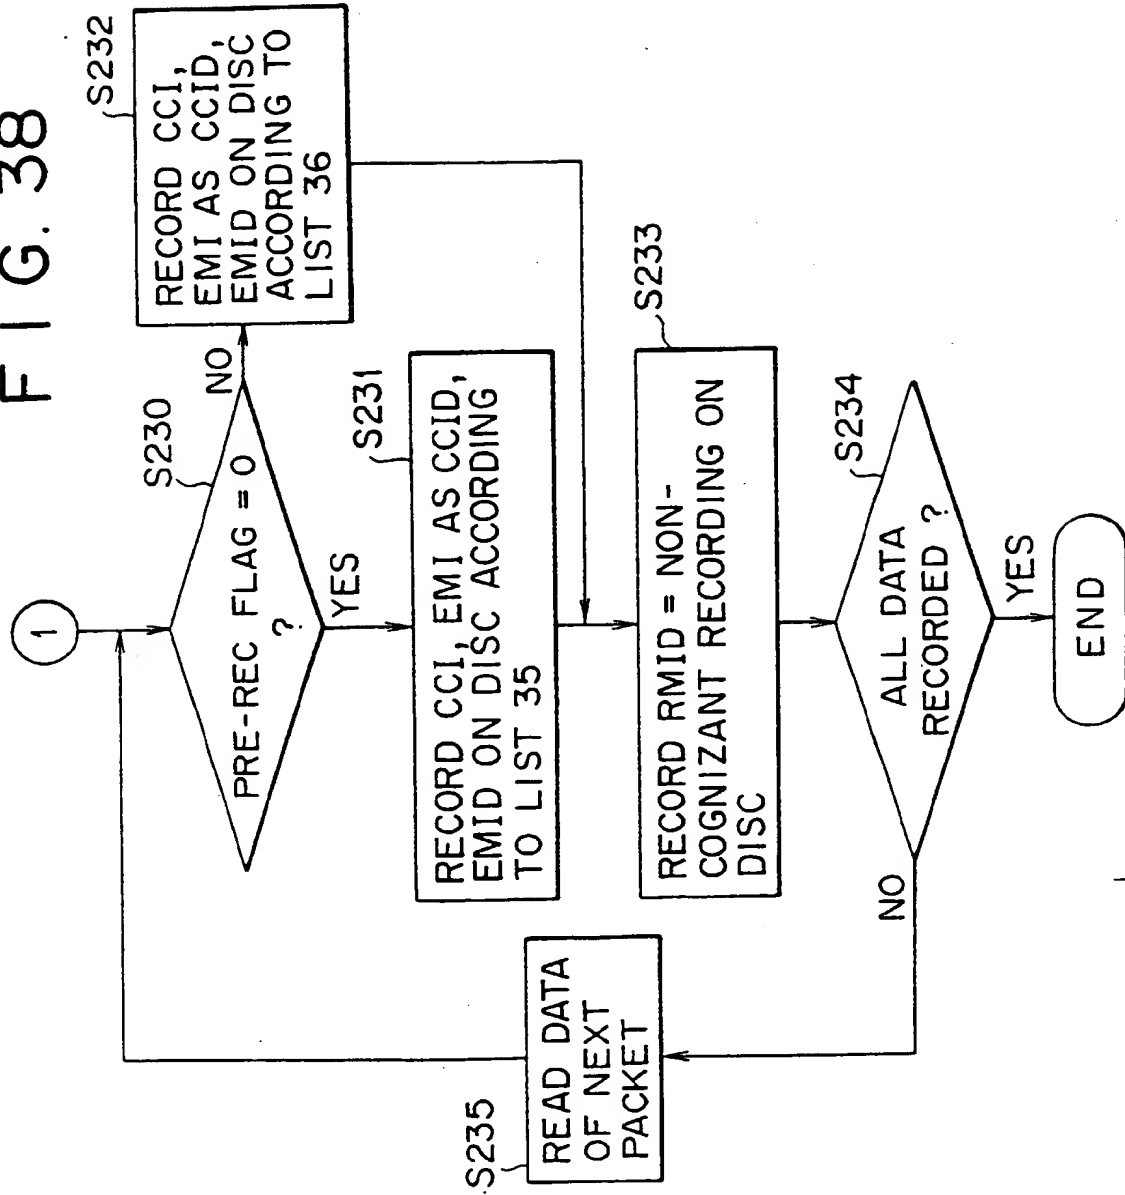 FIG. 38
1
S230
PRE-REC FLAG = 0
?
NO
YES
S232
RECORD CCI,
EMI AS CCID,
EMID ON DISC
ACCORDING TO
LIST 36
S231
RECORD CCI, EMI AS CCID,
EMID ON DISC ACCORDING
TO LIST 35
S233
RECORD RMID = NON-
COGNIZANT RECORDING ON
DISC
S234
ALL DATA
RECORDED ?
NO
YES
S235
READ DATA
OF NEXT
PACKET
END